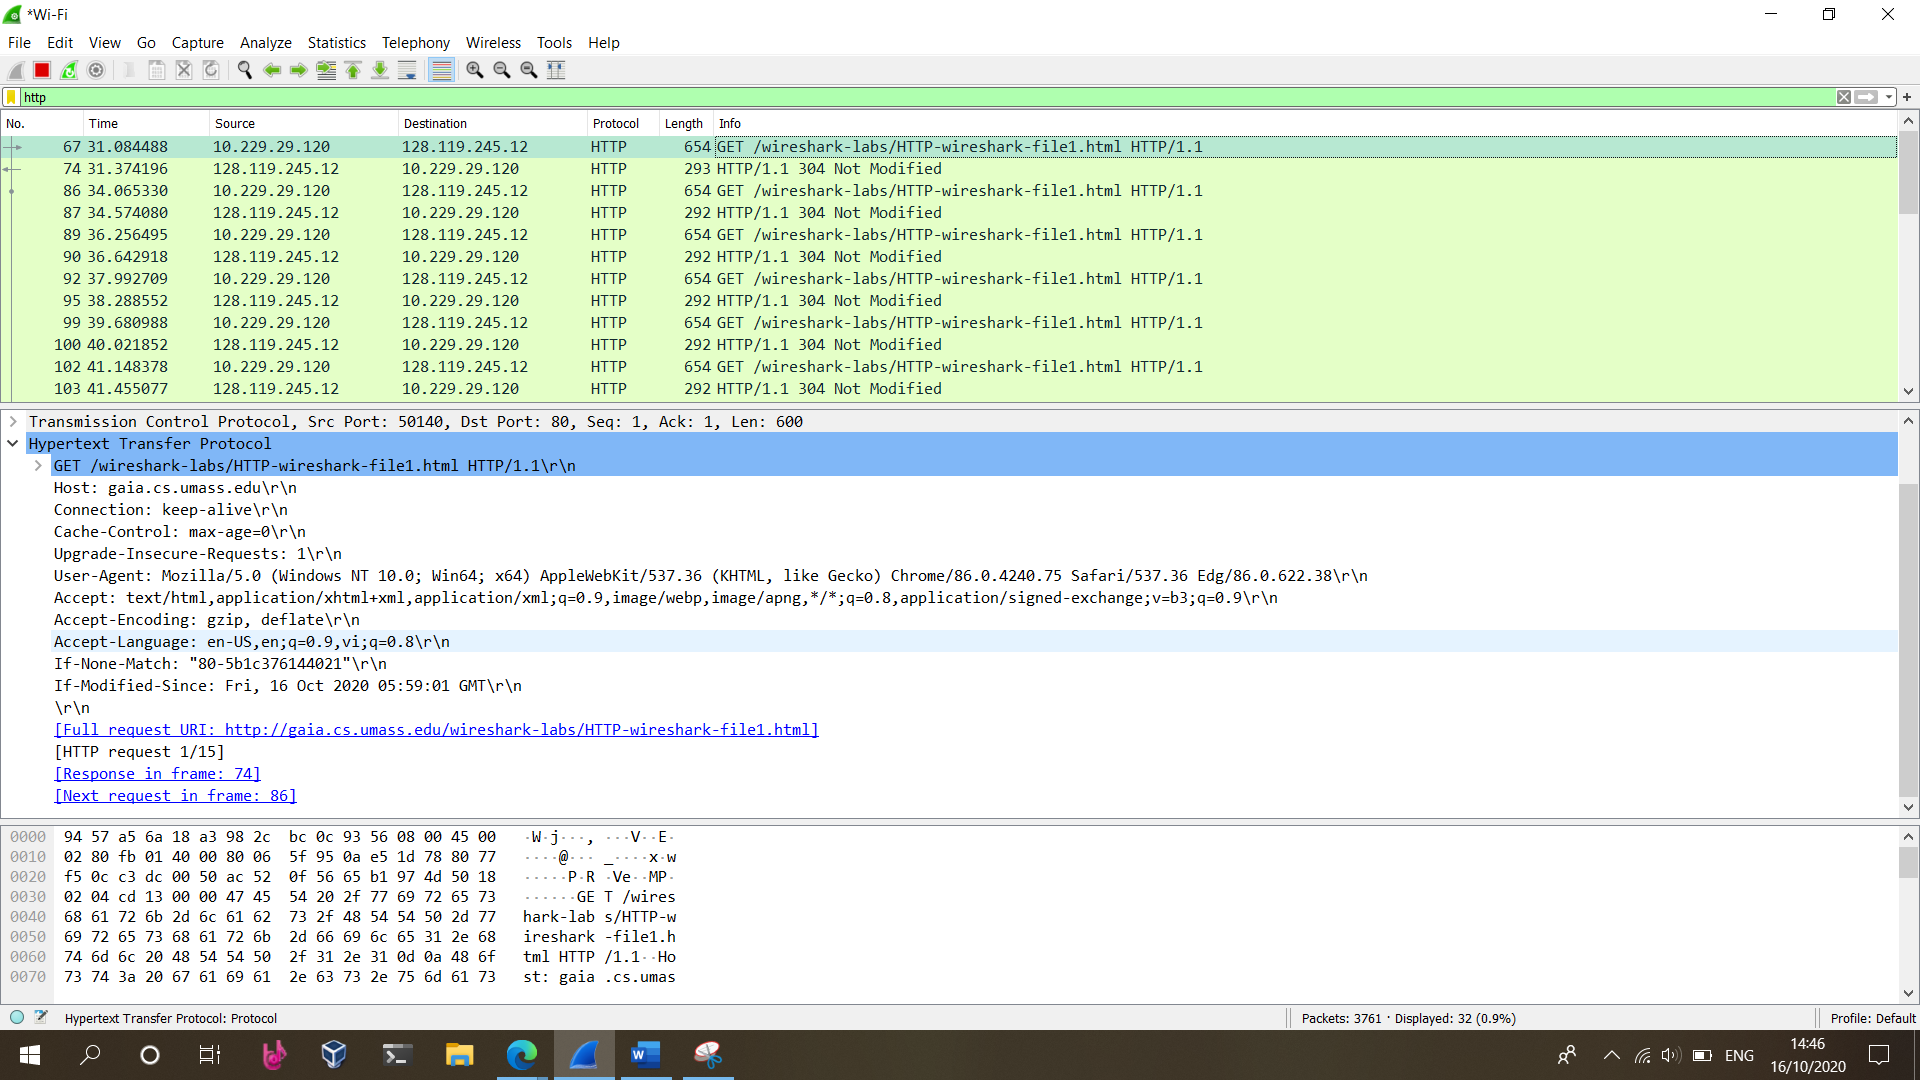 *Wi-Fi
File Edit View Go Capture Analyze Statistics Telephony Wireless Tools Help
http
No. Time Source Destination Protocol Length Info
67 31.084488 10.229.29.120 128.119.245.12 HTTP 654 GET /wireshark-labs/HTTP-wireshark-file1.html HTTP/1.1
74 31.374196 128.119.245.12 10.229.29.120 HTTP 293 HTTP/1.1 304 Not Modified
86 34.065330 10.229.29.120 128.119.245.12 HTTP 654 GET /wireshark-labs/HTTP-wireshark-file1.html HTTP/1.1
87 34.574080 128.119.245.12 10.229.29.120 HTTP 292 HTTP/1.1 304 Not Modified
89 36.256495 10.229.29.120 128.119.245.12 HTTP 654 GET /wireshark-labs/HTTP-wireshark-file1.html HTTP/1.1
90 36.642918 128.119.245.12 10.229.29.120 HTTP 292 HTTP/1.1 304 Not Modified
92 37.992709 10.229.29.120 128.119.245.12 HTTP 654 GET /wireshark-labs/HTTP-wireshark-file1.html HTTP/1.1
95 38.288552 128.119.245.12 10.229.29.120 HTTP 292 HTTP/1.1 304 Not Modified
99 39.680988 10.229.29.120 128.119.245.12 HTTP 654 GET /wireshark-labs/HTTP-wireshark-file1.html HTTP/1.1
100 40.021852 128.119.245.12 10.229.29.120 HTTP 292 HTTP/1.1 304 Not Modified
102 41.148378 10.229.29.120 128.119.245.12 HTTP 654 GET /wireshark-labs/HTTP-wireshark-file1.html HTTP/1.1
103 41.455077 128.119.245.12 10.229.29.120 HTTP 292 HTTP/1.1 304 Not Modified
Transmission Control Protocol, Src Port: 50140, Dst Port: 80, Seq: 1, Ack: 1, Len: 600
Hypertext Transfer Protocol
GET /wireshark-labs/HTTP-wireshark-file1.html HTTP/1.1\r\n
Host: gaia.cs.umass.edu\r\n
Connection: keep-alive\r\n
Cache-Control: max-age=0\r\n
Upgrade-Insecure-Requests: 1\r\n
User-Agent: Mozilla/5.0 (Windows NT 10.0; Win64; x64) AppleWebKit/537.36 (KHTML, like Gecko) Chrome/86.0.4240.75 Safari/537.36 Edg/86.0.622.38\r\n
Accept: text/html,application/xhtml+xml,application/xml;q=0.9,image/webp,image/apng,*/*;q=0.8,application/signed-exchange;v=b3;q=0.9\r\n
Accept-Encoding: gzip, deflate\r\n
Accept-Language: en-US,en;q=0.9,vi;q=0.8\r\n
If-None-Match: "80-5b1c376144021"\r\n
If-Modified-Since: Fri, 16 Oct 2020 05:59:01 GMT\r\n
\r\n
[Full request URI: http://gaia.cs.umass.edu/wireshark-labs/HTTP-wireshark-file1.html]
[HTTP request 1/15]
[Response in frame: 74]
[Next request in frame: 86]
0000 94 57 a5 6a 18 a3 98 2c bc 0c 93 56 08 00 45 00 ·W·j···, ···V··E·
0010 02 80 fb 01 40 00 80 06 5f 95 0a e5 1d 78 80 77 ····@··· _····x·w
0020 f5 0c c3 dc 00 50 ac 52 0f 56 65 b1 97 4d 50 18 ·····P·R ·Ve··MP·
0030 02 04 cd 13 00 00 47 45 54 20 2f 77 69 72 65 73 ······GE T /wires
0040 68 61 72 6b 2d 6c 61 62 73 2f 48 54 54 50 2d 77 hark-lab s/HTTP-w
0050 69 72 65 73 68 61 72 6b 2d 66 69 6c 65 31 2e 68 ireshark -file1.h
0060 74 6d 6c 20 48 54 54 50 2f 31 2e 31 0d 0a 48 6f tml HTTP /1.1··Ho
0070 73 74 3a 20 67 61 69 61 2e 63 73 2e 75 6d 61 73 st: gaia .cs.umas
Hypertext Transfer Protocol: Protocol Packets: 3761 · Displayed: 32 (0.9%) Profile: Default
ENG 14:46
16/10/2020